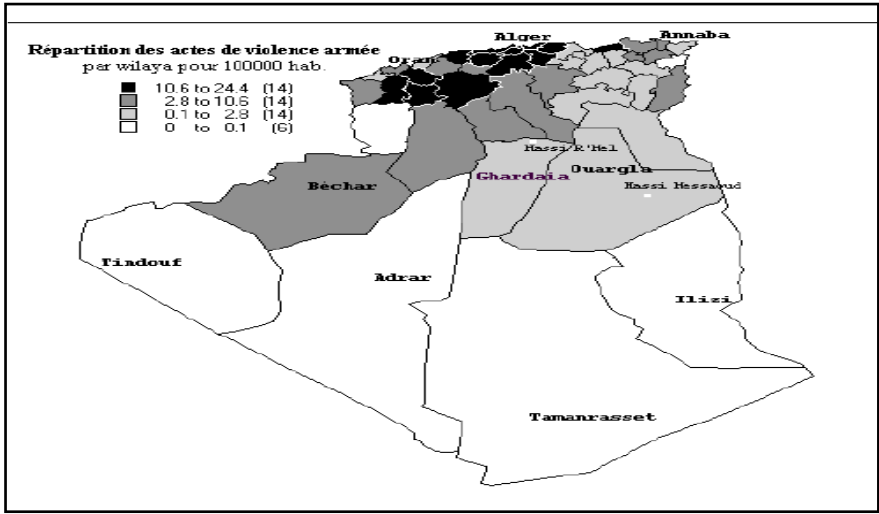 Répartition des actes de violence armée
par wilaya pour 100000 hab.
10.6 to 24.4 (14)
2.8 to 10.6 (14)
0.1 to 2.8 (14)
0 to 0.1 (6)
Alger
Annaba
Oran
Hassi R'Mel
Ouargla
Ghardaia
Hassi Messaoud
Béchar
Tindouf
Adrar
Ilizi
Tamanrasset